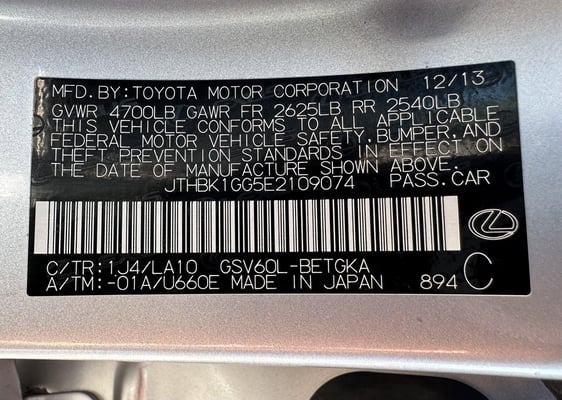 MFD.BY:TOYOTA MOTOR CORPORATION 12/13
GVWR 4700LB GAWR FR 2625LB RR 2540LB
THIS VEHICLE CONFORMS TO ALL APPLICABLE
FEDERAL MOTOR VEHICLE SAFETY,BUMPER,AND
THEFT PREVENTION STANDARDS IN EFFECT ON
THE DATE OF MANUFACTURE SHOWN ABOVE.
JTHBK1GG5E2109074 PASS.CAR
C/TR:1J4/LA10 GSV60L-BETGKA
A/TM:-01A/U660E MADE IN JAPAN 894 C